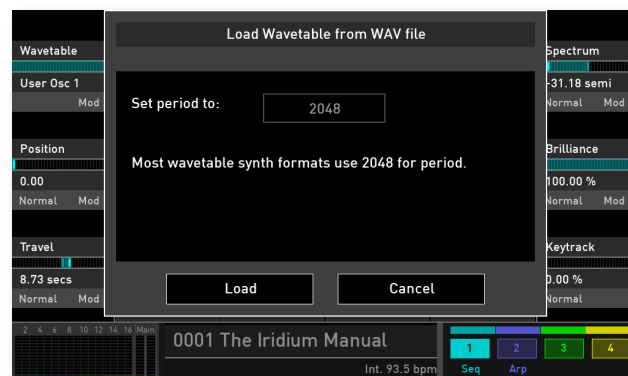 Load Wavetable from WAV file
Wavetable
User Osc 1
Mod
Position
0.00
Normal Mod
Travel
8.73 secs
Normal Mod
Set period to: 2048
Most wavetable synth formats use 2048 for period.
Load Cancel
Spectrum
-31.18 semi
Normal Mod
Brilliance
100.00 %
Normal Mod
Keytrack
0.00 %
Normal
2 4 6 8 10 12 14 16 Main
0001 The Iridium Manual
Int. 93.5 bpm
1 2 3 4
Seq Arp